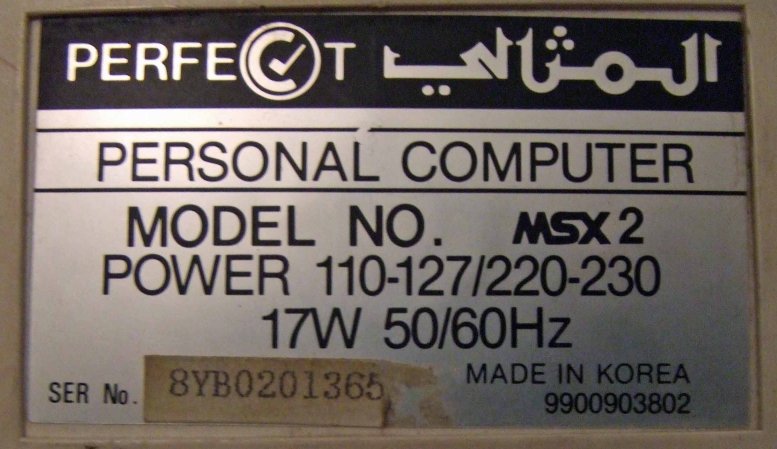 PERFECT المثالي
PERSONAL COMPUTER
MODEL NO. MSX2
POWER 110-127/220-230
17W 50/60Hz
MADE IN KOREA
SER No. 8YB0201365
9900903802